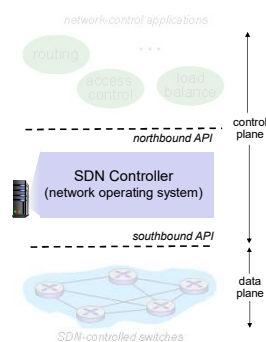 network-control applications
...
routing
access
control
load
balance
control
plane
northbound API
SDN Controller
(network operating system)
southbound API
data
plane
SDN-controlled switches